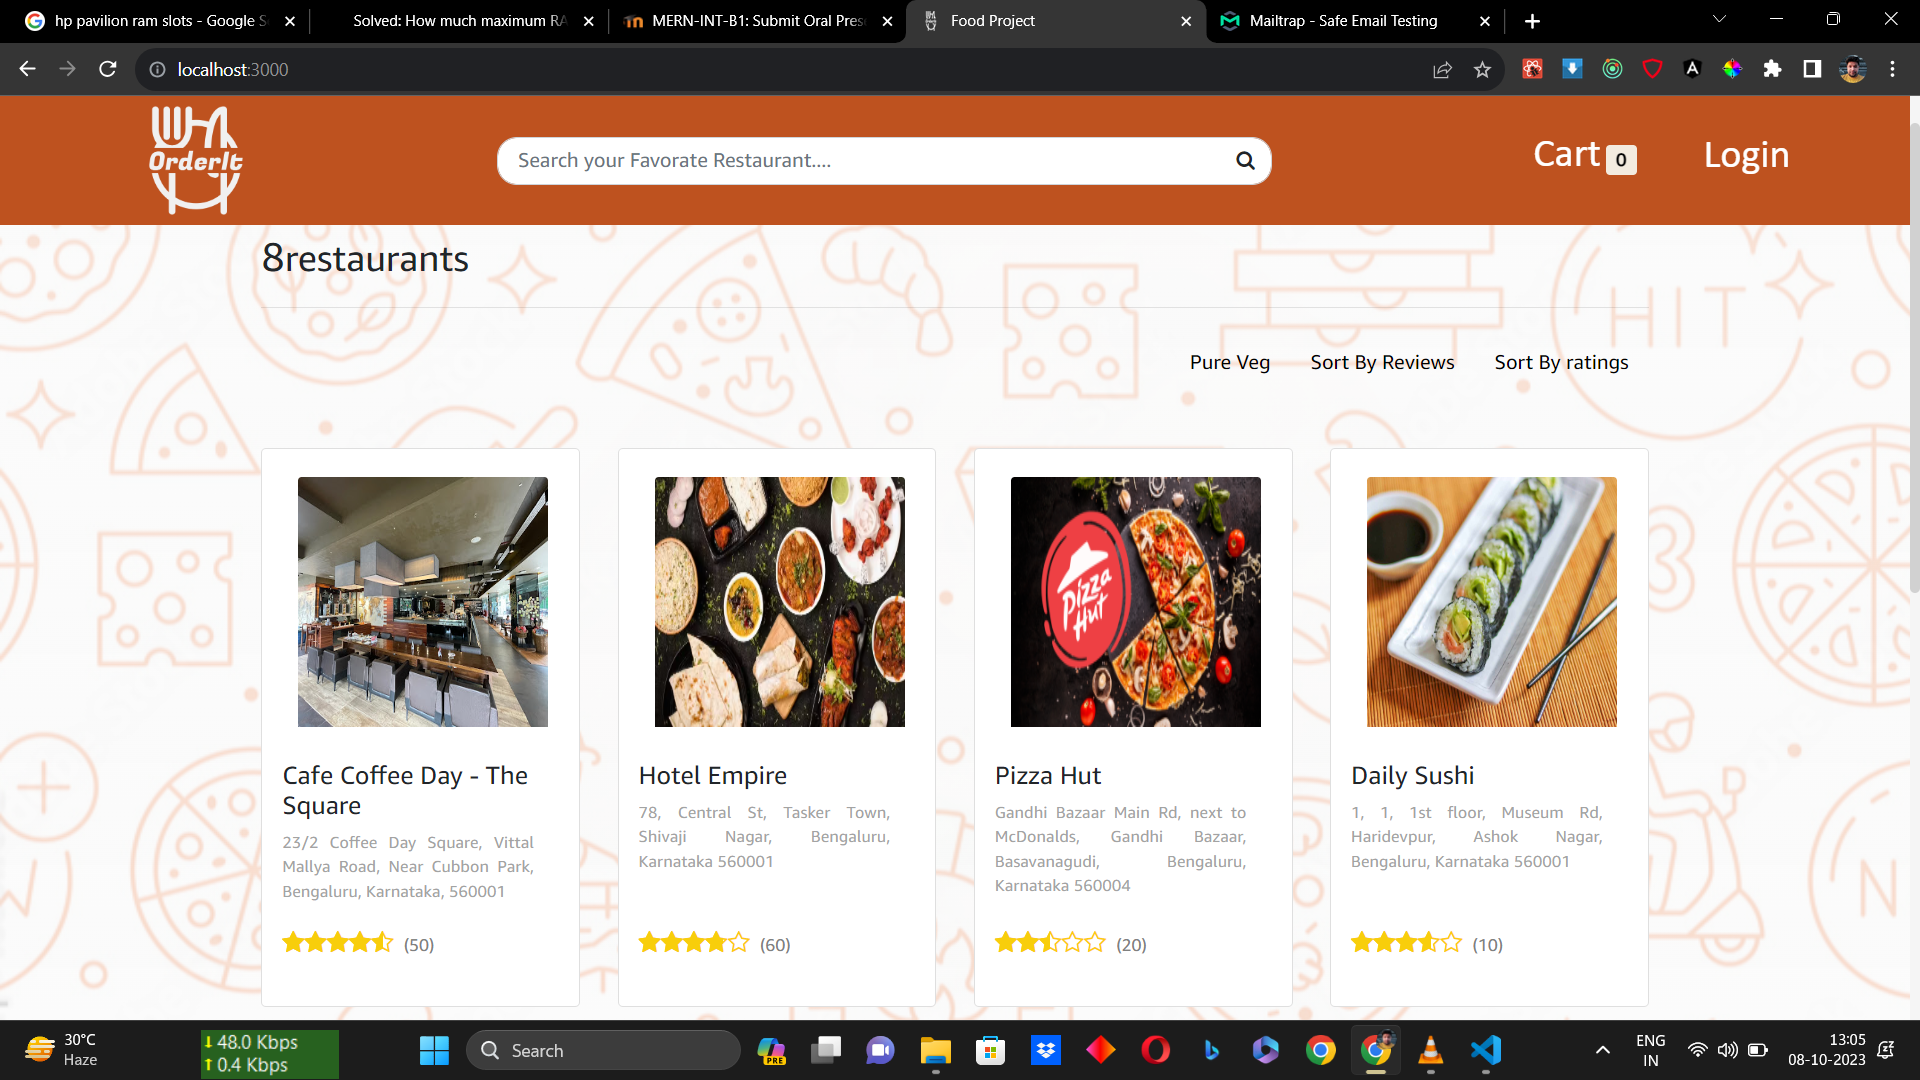 hp pavilion ram slots - Google S
Solved: How much maximum RA
MERN-INT-B1: Submit Oral Pres
Food Project
Mailtrap - Safe Email Testing
localhost:3000
OrderIt
Search your Favorate Restaurant....
Cart 0
Login
8restaurants
HIT
Pure Veg
Sort By Reviews
Sort By ratings
Pizza
Hut
Cafe Coffee Day - The
Square
23/2 Coffee Day Square, Vittal
Mallya Road, Near Cubbon Park,
Bengaluru, Karnataka, 560001
(50)
Hotel Empire
78, Central St, Tasker Town,
Shivaji Nagar, Bengaluru,
Karnataka 560001
(60)
Pizza Hut
Gandhi Bazaar Main Rd, next to
McDonalds, Gandhi Bazaar,
Basavanagudi, Bengaluru,
Karnataka 560004
(20)
Daily Sushi
1, 1, 1st floor, Museum Rd,
Haridevpur, Ashok Nagar,
Bengaluru, Karnataka 560001
(10)
30°C
Haze
48.0 Kbps
0.4 Kbps
Search
PRE
ENG
IN
13:05
08-10-2023